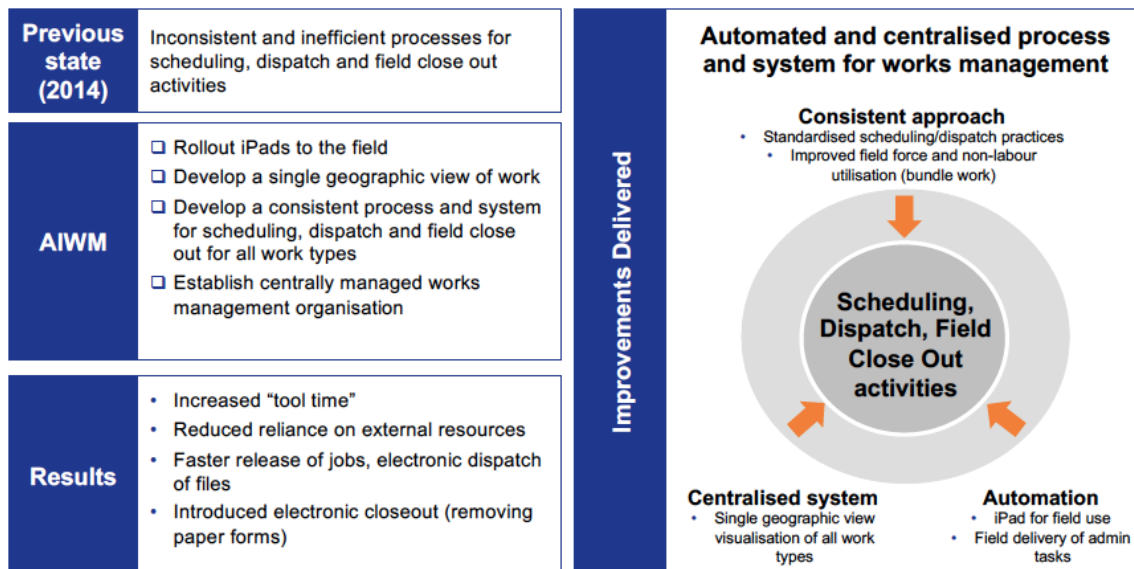 Previous
state
(2014)
Inconsistent and inefficient processes for
scheduling, dispatch and field close out
activities
AIWM
❑ Rollout iPads to the field
❑ Develop a single geographic view of work
❑ Develop a consistent process and system
for scheduling, dispatch and field close
out for all work types
❑ Establish centrally managed works
management organisation
Results
• Increased “tool time”
• Reduced reliance on external resources
• Faster release of jobs, electronic dispatch
of files
• Introduced electronic closeout (removing
paper forms)
Improvements Delivered
Automated and centralised process
and system for works management
Consistent approach
• Standardised scheduling/dispatch practices
• Improved field force and non-labour
utilisation (bundle work)
Scheduling,
Dispatch, Field
Close Out
activities
Centralised system
• Single geographic view
visualisation of all work
types
Automation
• iPad for field use
• Field delivery of admin
tasks